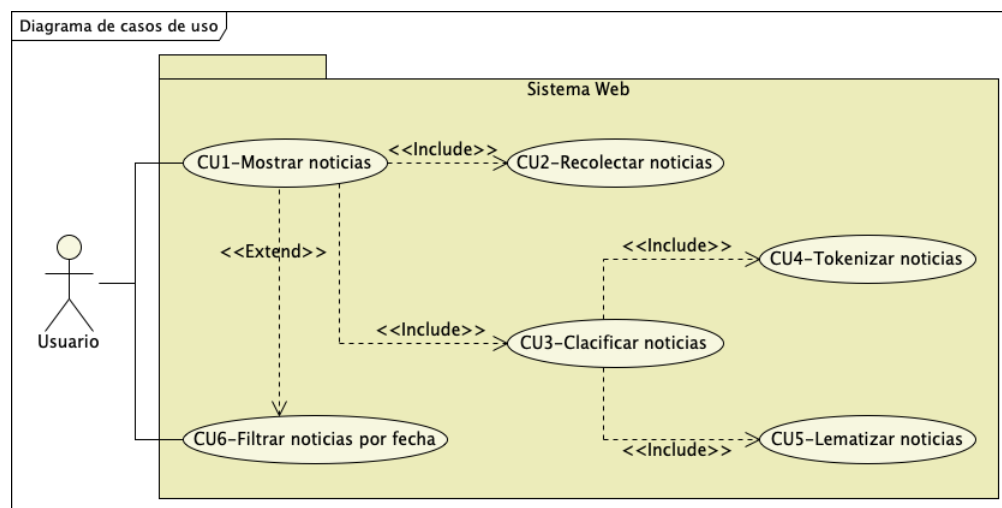 Diagrama de casos de uso
Sistema Web
CU1-Mostrar noticias
<<Include>>
CU2-Recolectar noticias
<<Extend>>
<<Include>>
CU4-Tokenizar noticias
Usuario
<<Include>>
CU3-Clacificar noticias
CU6-Filtrar noticias por fecha
<<Include>>
CU5-Lematizar noticias